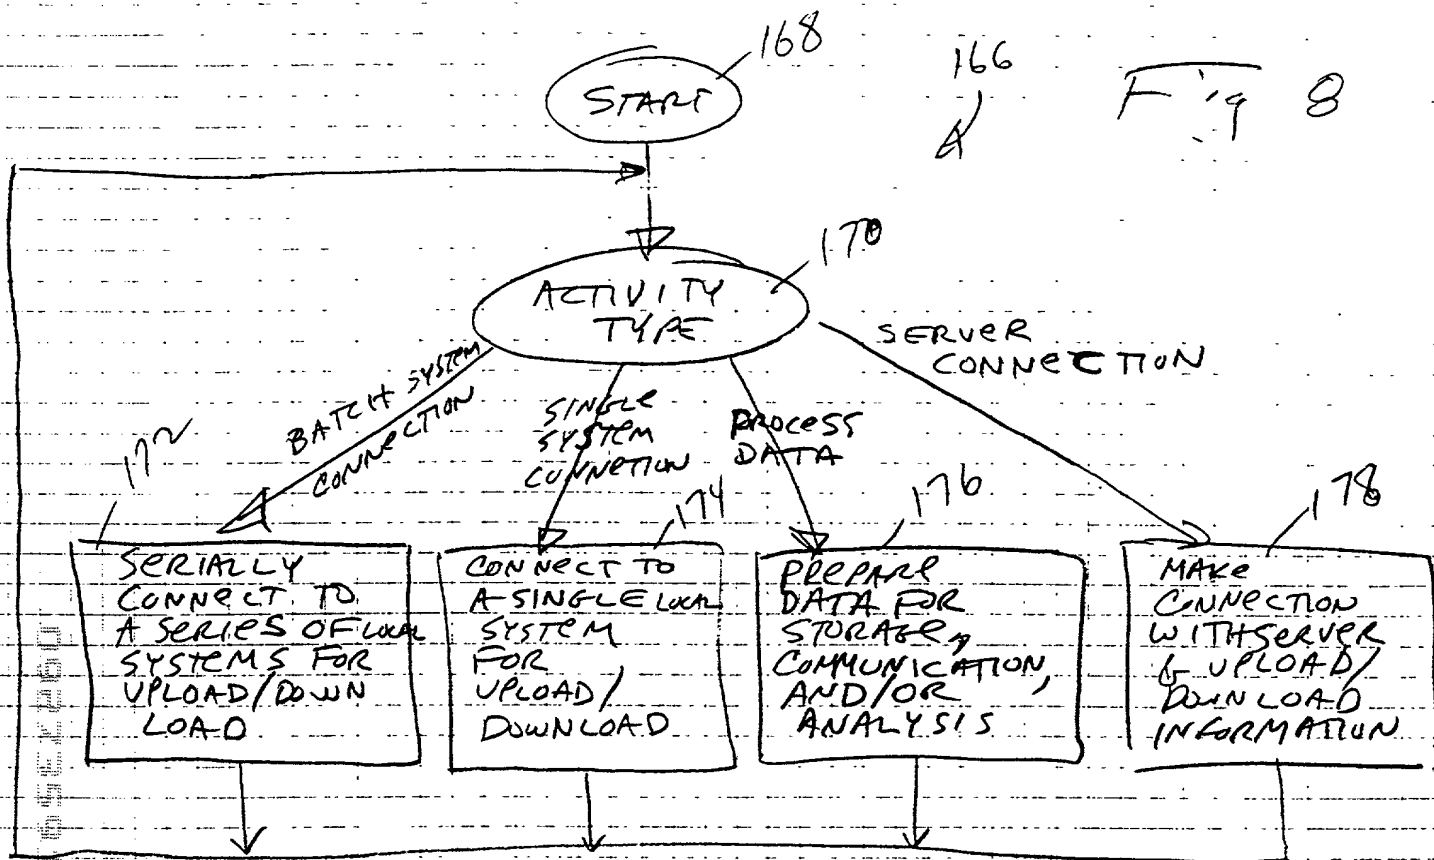 168
166
Fig 8
START
170
ACTIVITY
TYPE
SERVER
CONNECTION
BATCH SYSTEM
CONNECTION
SINGLE
SYSTEM
CONNETION
PROCESS
DATA
172
174
176
178
SERIALLY
CONNECT TO
A SERIES OF LOCAL
SYSTEMS FOR
UPLOAD/DOWN
LOAD
CONNECT TO
A SINGLE LOCAL
SYSTEM
FOR
UPLOAD/
DOWNLOAD
PREPARE
DATA FOR
STORAGE,
COMMUNICATION,
AND/OR
ANALYSIS
MAKE
CONNECTION
WITH SERVER
& UPLOAD/
DOWNLOAD
INFORMATION